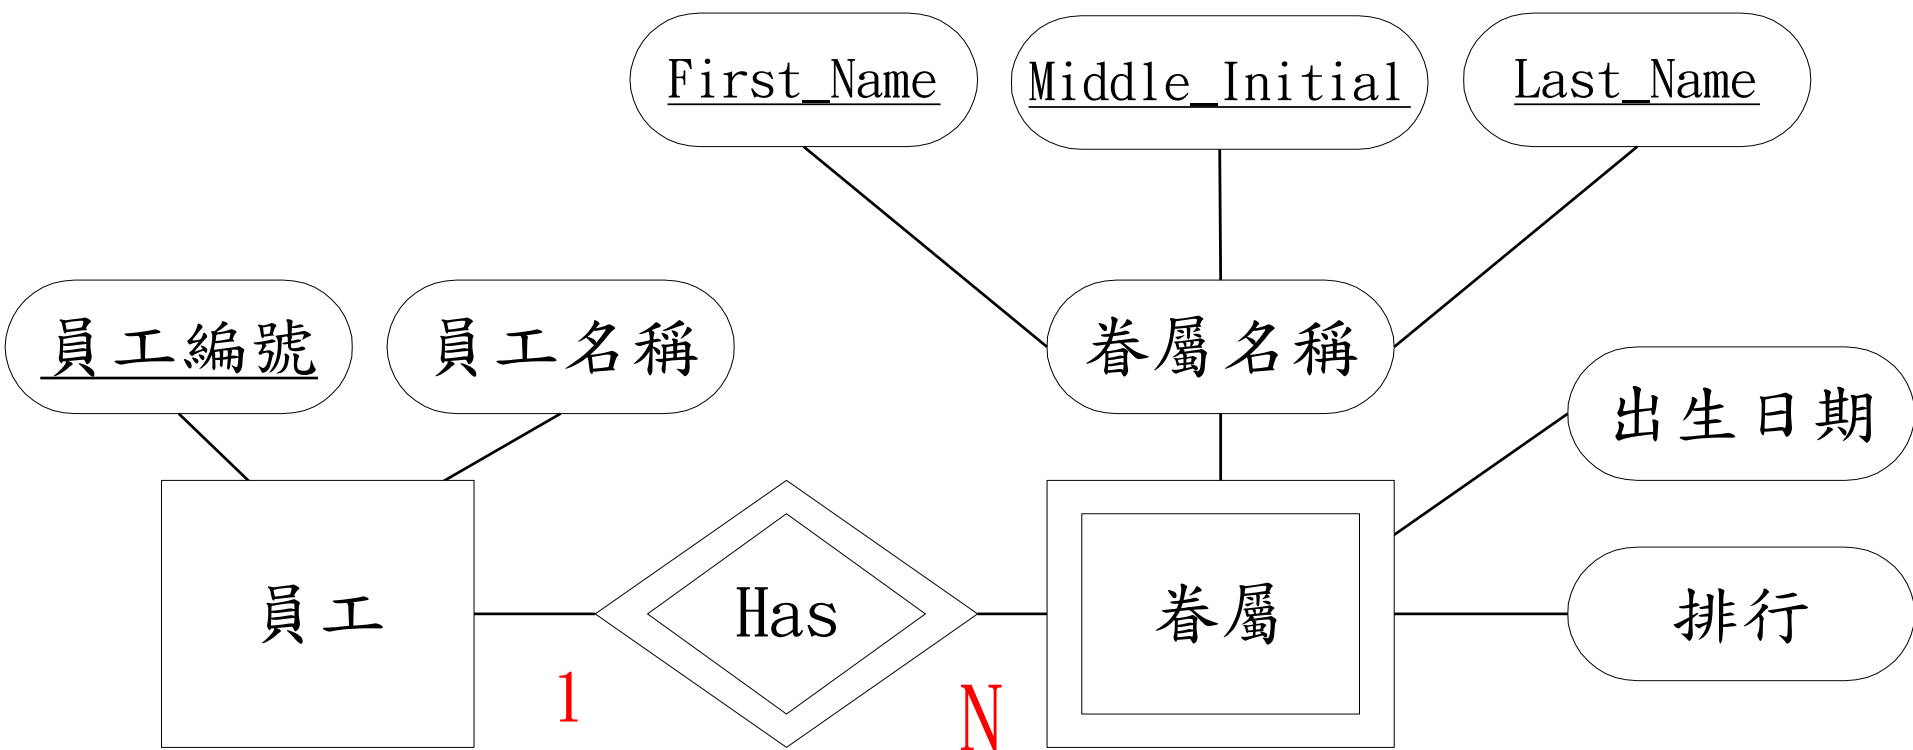 First_Name
Middle_Initial
Last_Name
員工編號
員工名稱
眷屬名稱
出生日期
員工
Has
眷屬
排行
1
N